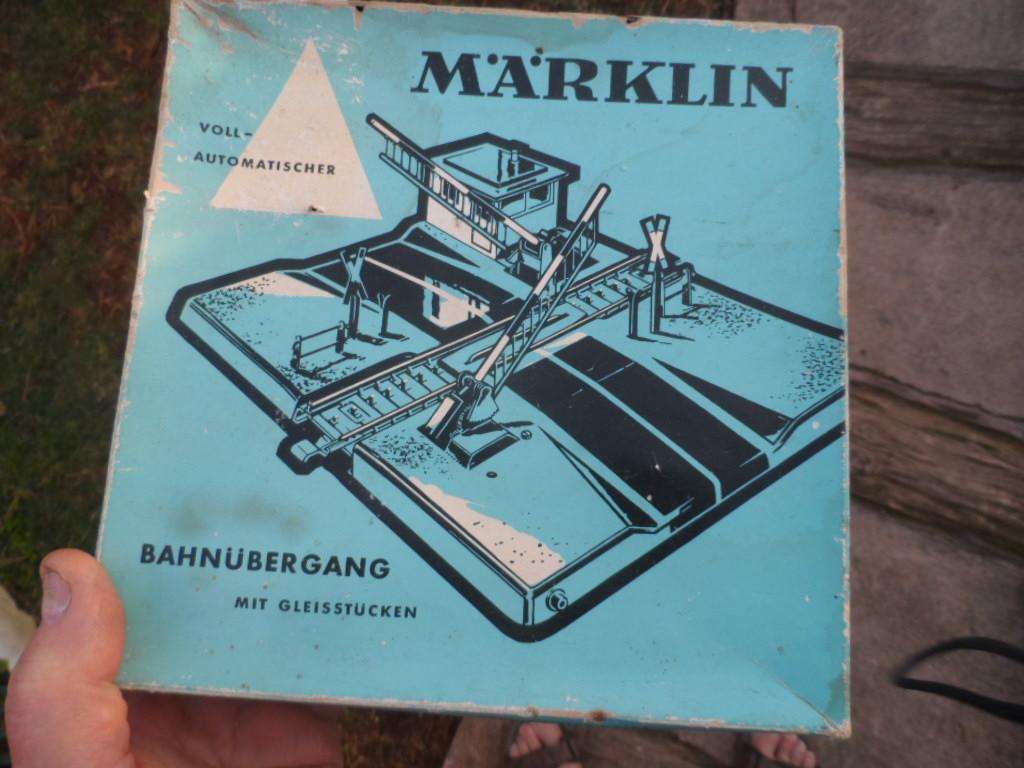 MÄRKLIN
VOLL-
AUTOMATISCHER
BAHNÜBERGANG
MIT GLEISSTÜCKEN